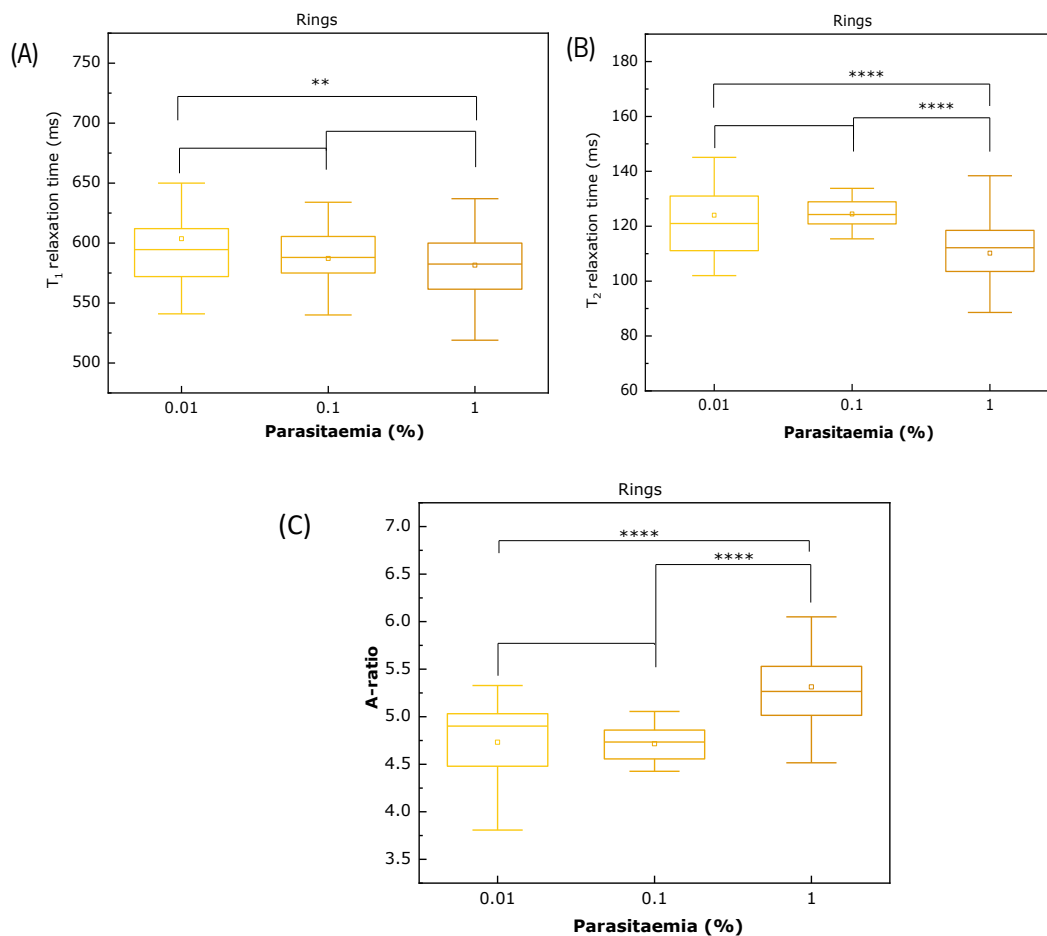 Rings
(A)
T₁ relaxation time (ms)
750
700
650
600
550
500
**
0.01
0.1
1
Parasitaemia (%)
Rings
(B)
T₂ relaxation time (ms)
180
160
140
120
100
80
60
****
****
0.01
0.1
1
Parasitaemia (%)
Rings
(C)
A-ratio
7.0
6.5
6.0
5.5
5.0
4.5
4.0
3.5
****
****
0.01
0.1
1
Parasitaemia (%)